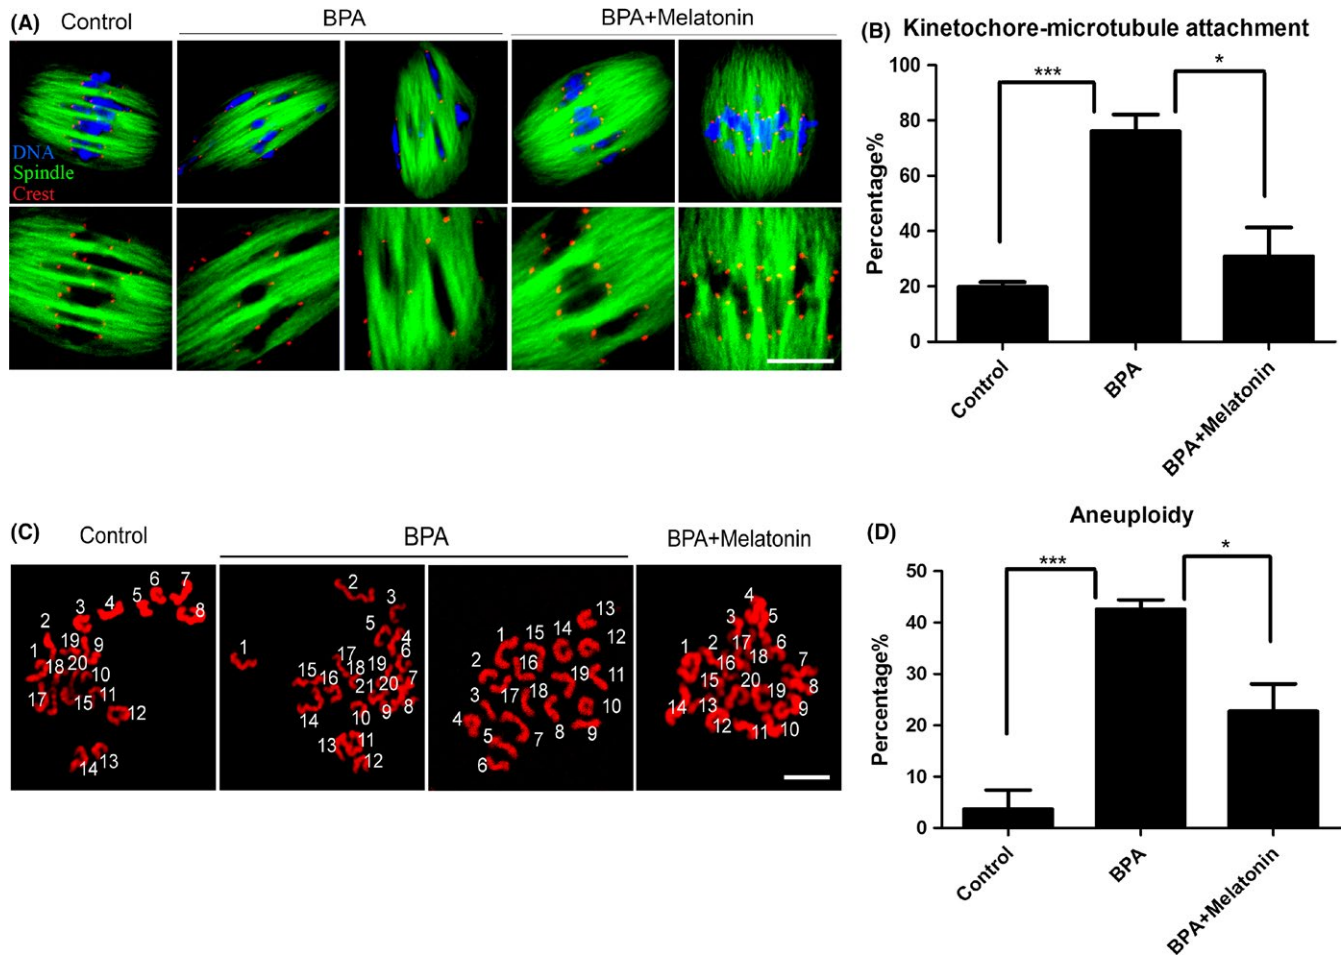 (A)
Control
BPA
BPA+Melatonin
DNA
Spindle
Crest
(B)
Kinetochore-microtubule attachment
Percentage%
100
80
60
40
20
0
***
*
Control
BPA
BPA+Melatonin
(C)
Control
BPA
BPA+Melatonin
1 2 3 4 5 6 7 8 9 10 11 12 13 14 15 17 18 19 20
1 2 3 4 5 6 7 8 9 10 11 12 13 14 15 16 17 18 19 20 21
1 2 3 4 5 6 7 8 9 10 11 12 13 14 15 16 17 18 19
1 2 3 4 5 6 7 8 9 10 11 12 13 14 15 16 17 18 19 20
(D)
Aneuploidy
Percentage%
50
40
30
20
10
0
***
*
Control
BPA
BPA+Melatonin